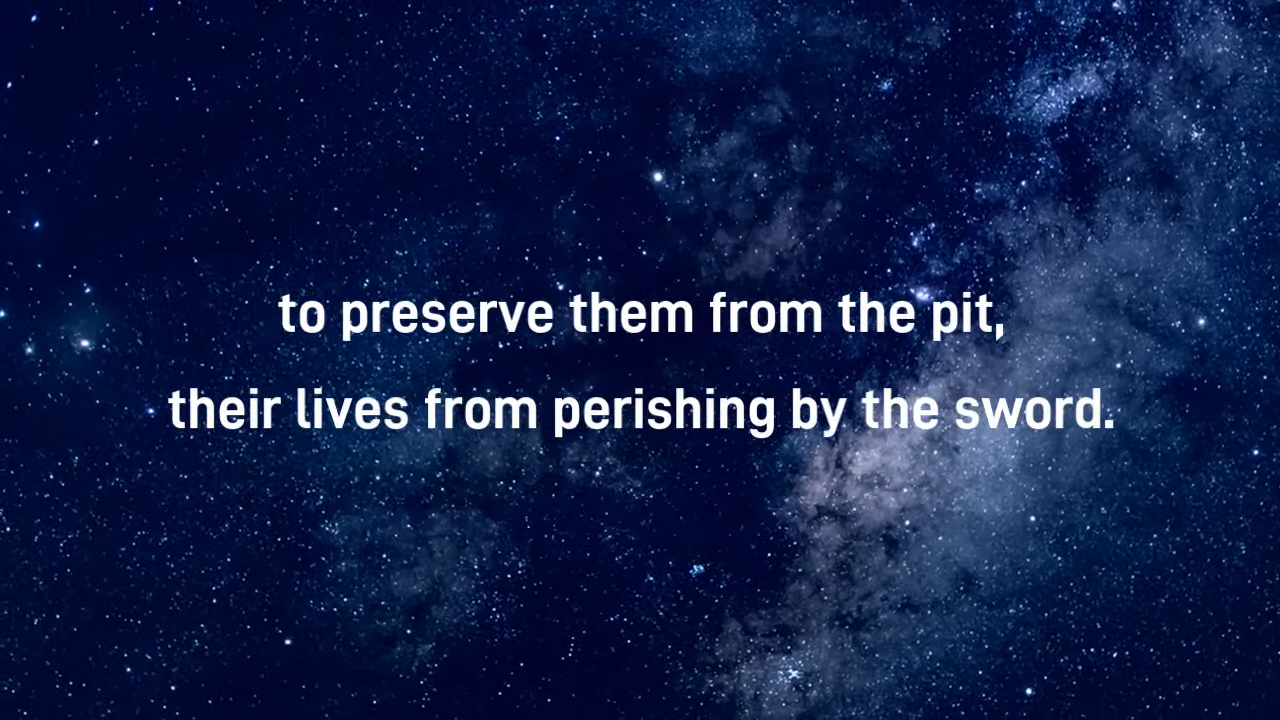 to preserve them from the pit,
their lives from perishing by the sword.